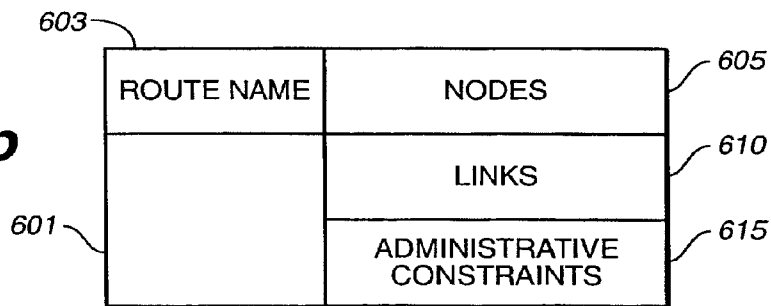 603
ROUTE NAME
NODES
605
b
LINKS
610
601
ADMINISTRATIVE
CONSTRAINTS
615